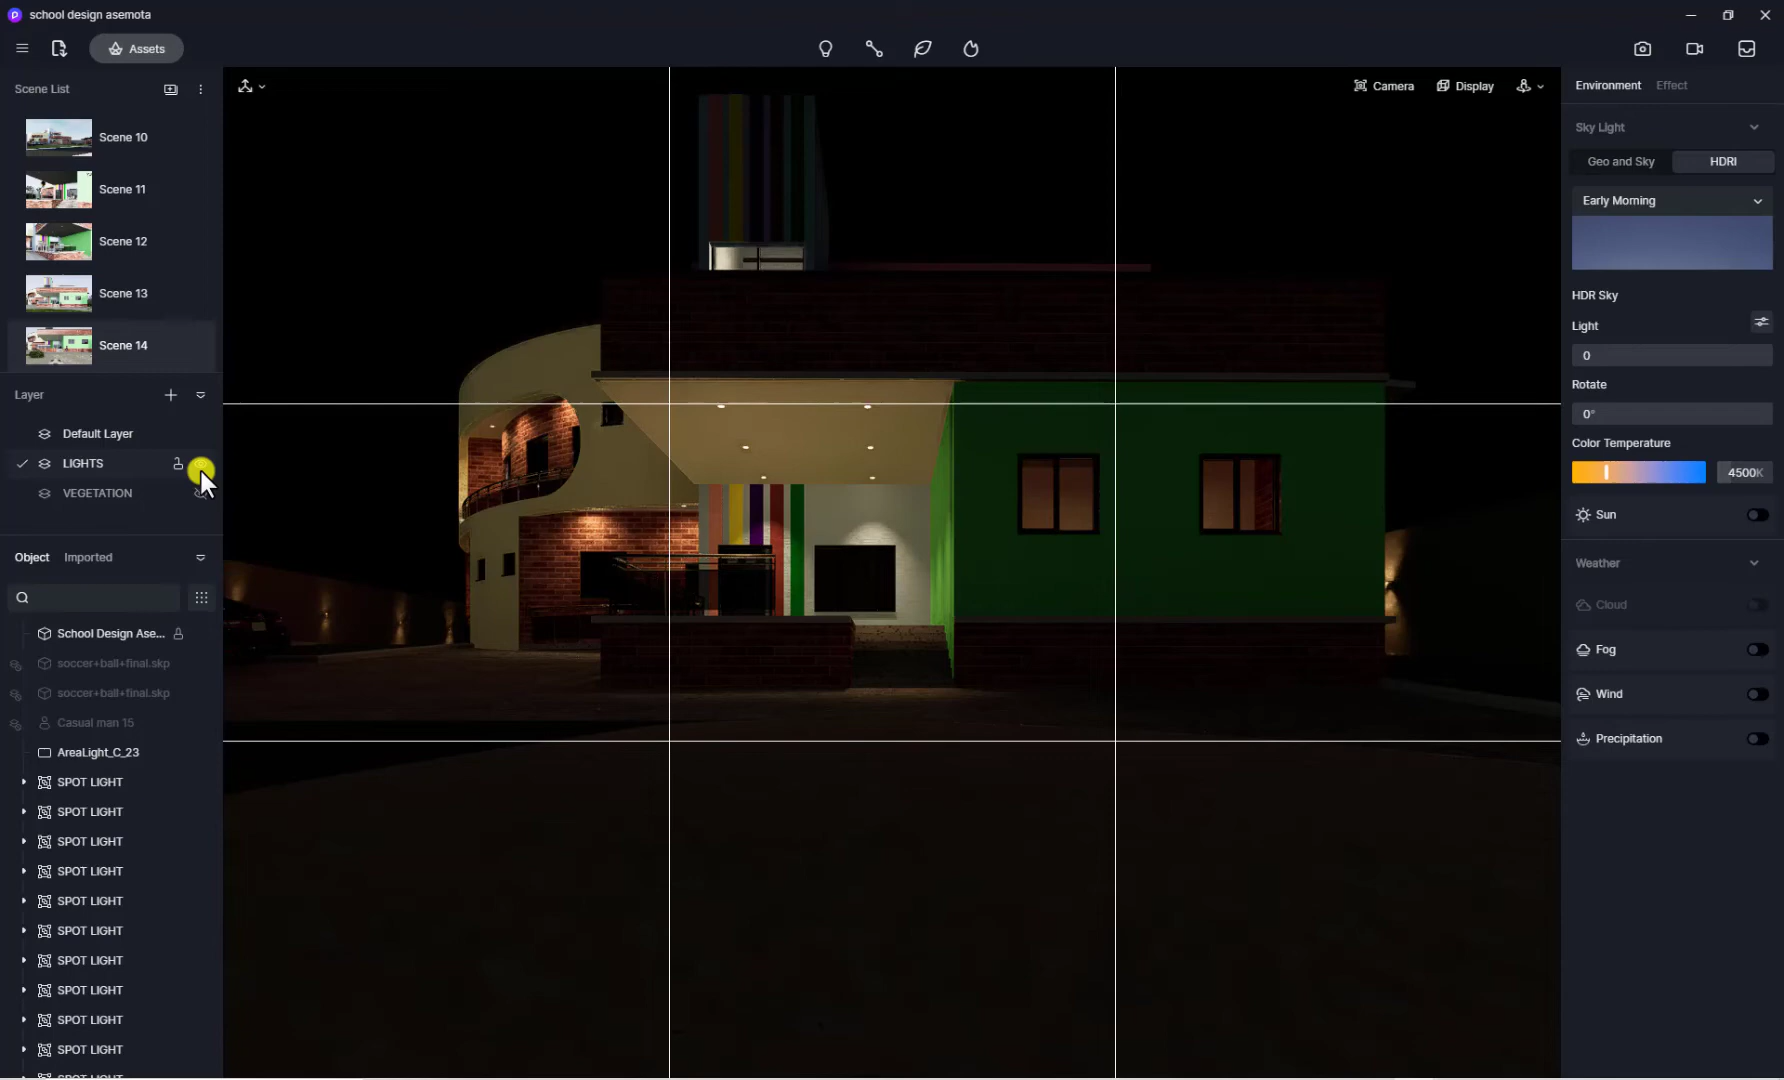 school design asemota
Assets
Scene List
Camera
Display
Environment
Effect
Scene 10
Scene 11
Scene 12
Scene 13
Scene 14
Sky Light
Geo and Sky
HDRI
Early Morning
HDR Sky
Light
0
Rotate
0°
Color Temperature
4500K
Sun
Weather
Cloud
Fog
Wind
Precipitation
Layer
Default Layer
LIGHTS
VEGETATION
Object
Imported
School Design Ase...
soccer+ball+final.skp
soccer+ball+final.skp
Casual man 15
AreaLight_C_23
SPOT LIGHT
SPOT LIGHT
SPOT LIGHT
SPOT LIGHT
SPOT LIGHT
SPOT LIGHT
SPOT LIGHT
SPOT LIGHT
SPOT LIGHT
SPOT LIGHT
SPOT LIGHT